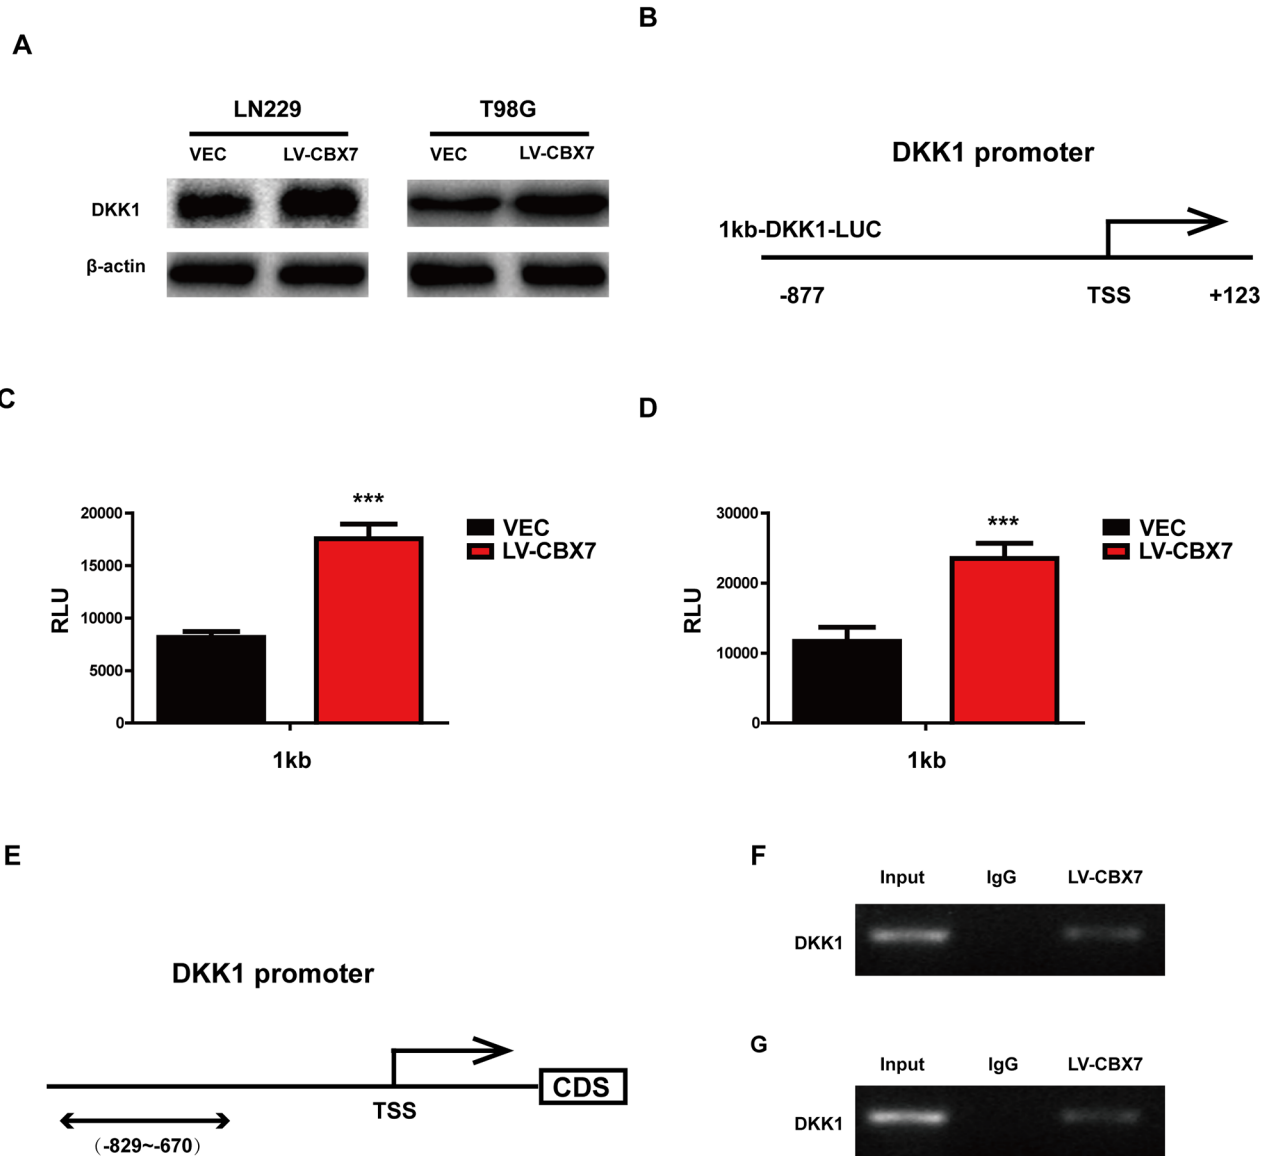 A
LN229 T98G
VEC LV-CBX7 VEC LV-CBX7
DKK1
β-actin
B
DKK1 promoter
1kb-DKK1-LUC
-877 TSS +123
C
***
20000
15000
10000
5000
0
RLU
1kb
VEC
LV-CBX7
D
***
30000
20000
10000
0
RLU
1kb
VEC
LV-CBX7
E
DKK1 promoter
TSS
CDS
(-829~-670)
F
Input IgG LV-CBX7
DKK1
G
Input IgG LV-CBX7
DKK1